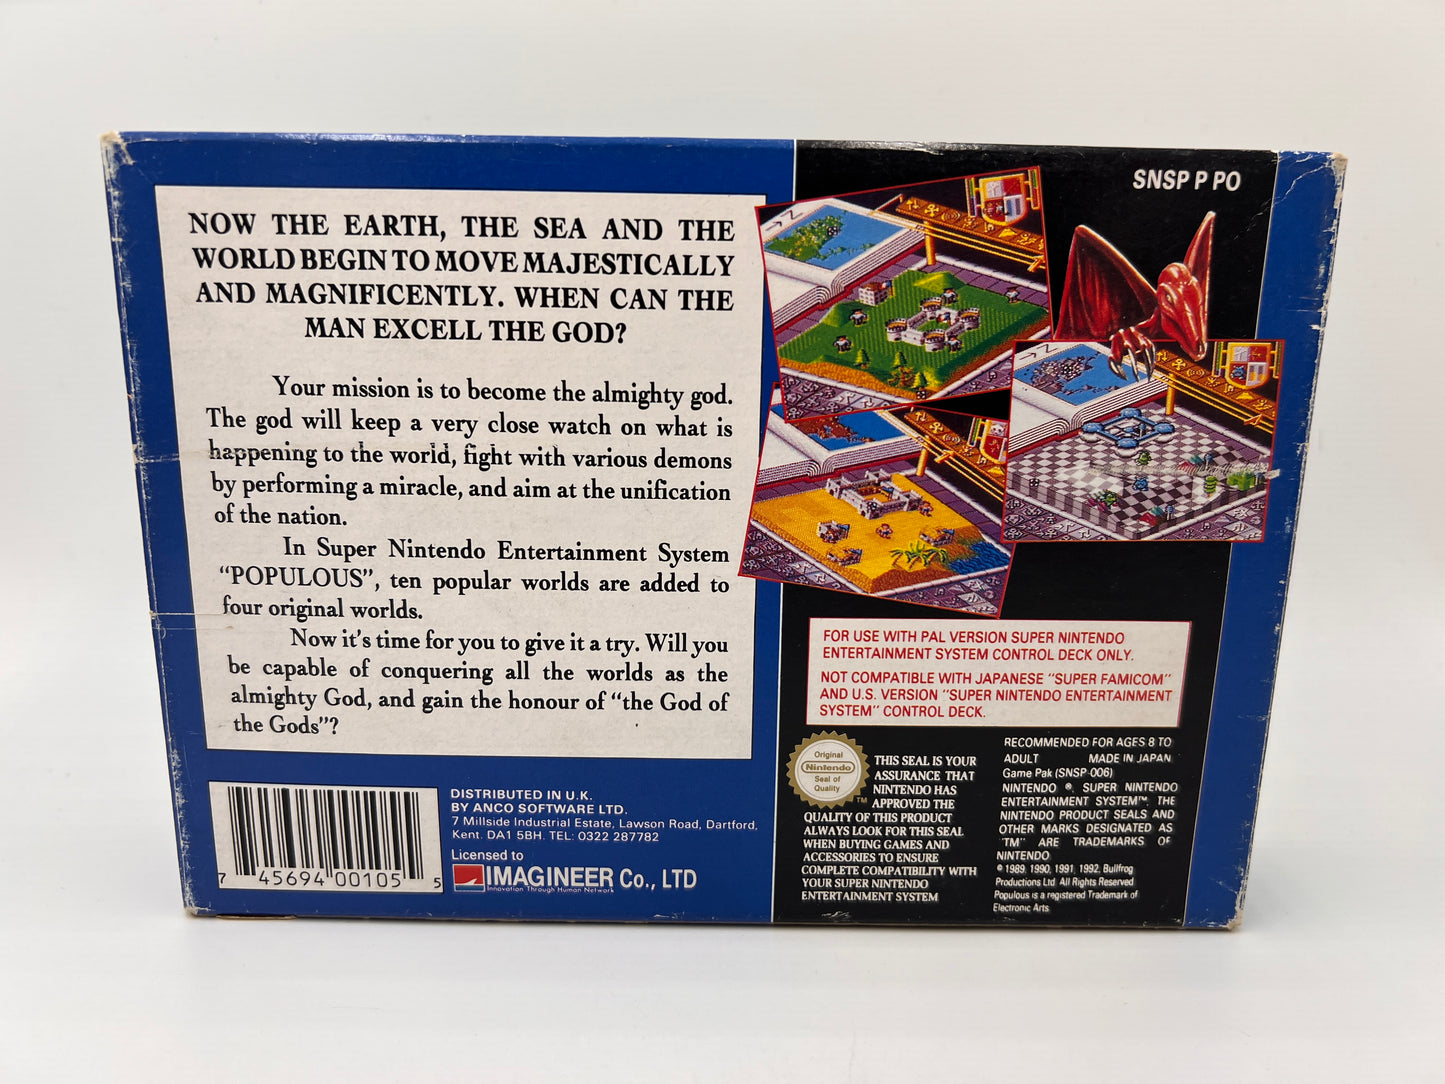 NOW THE EARTH, THE SEA AND THE
WORLD BEGIN TO MOVE MAJESTICALLY
AND MAGNIFICENTLY. WHEN CAN THE
MAN EXCELL THE GOD?
Your mission is to become the almighty god.
The god will keep a very close watch on what is
happening to the world, fight with various demons
by performing a miracle, and aim at the unification
of the nation.
In Super Nintendo Entertainment System
“POPULOUS”, ten popular worlds are added to
four original worlds.
Now it's time for you to give it a try. Will you
be capable of conquering all the worlds as the
almighty God, and gain the honour of “the God of
the Gods”?
7 45694 00105 5
DISTRIBUTED IN U.K.
BY ANCO SOFTWARE LTD.
7 Millside Industrial Estate, Lawson Road, Dartford,
Kent. DA1 5BH. TEL: 0322 287782
Licensed to
IMAGINEER Co., LTD
Innovation Through Human Network
SNSP P PO
FOR USE WITH PAL VERSION SUPER NINTENDO
ENTERTAINMENT SYSTEM CONTROL DECK ONLY.
NOT COMPATIBLE WITH JAPANESE "SUPER FAMICOM"
AND U.S. VERSION "SUPER NINTENDO ENTERTAINMENT
SYSTEM" CONTROL DECK.
Original
Nintendo
Seal of
Quality
TM
THIS SEAL IS YOUR
ASSURANCE THAT
NINTENDO HAS
APPROVED THE
QUALITY OF THIS PRODUCT
ALWAYS LOOK FOR THIS SEAL
WHEN BUYING GAMES AND
ACCESSORIES TO ENSURE
COMPLETE COMPATIBILITY WITH
YOUR SUPER NINTENDO
ENTERTAINMENT SYSTEM
RECOMMENDED FOR AGES 8 TO
ADULT MADE IN JAPAN
Game Pak (SNSP-006)
NINTENDO ®, SUPER NINTENDO
ENTERTAINMENT SYSTEM™, THE
NINTENDO PRODUCT SEALS AND
OTHER MARKS DESIGNATED AS
"TM" ARE TRADEMARKS OF
NINTENDO
© 1989, 1990, 1991, 1992, Bullfrog
Productions Ltd. All Rights Reserved
Populous is a registered Trademark of
Electronic Arts.